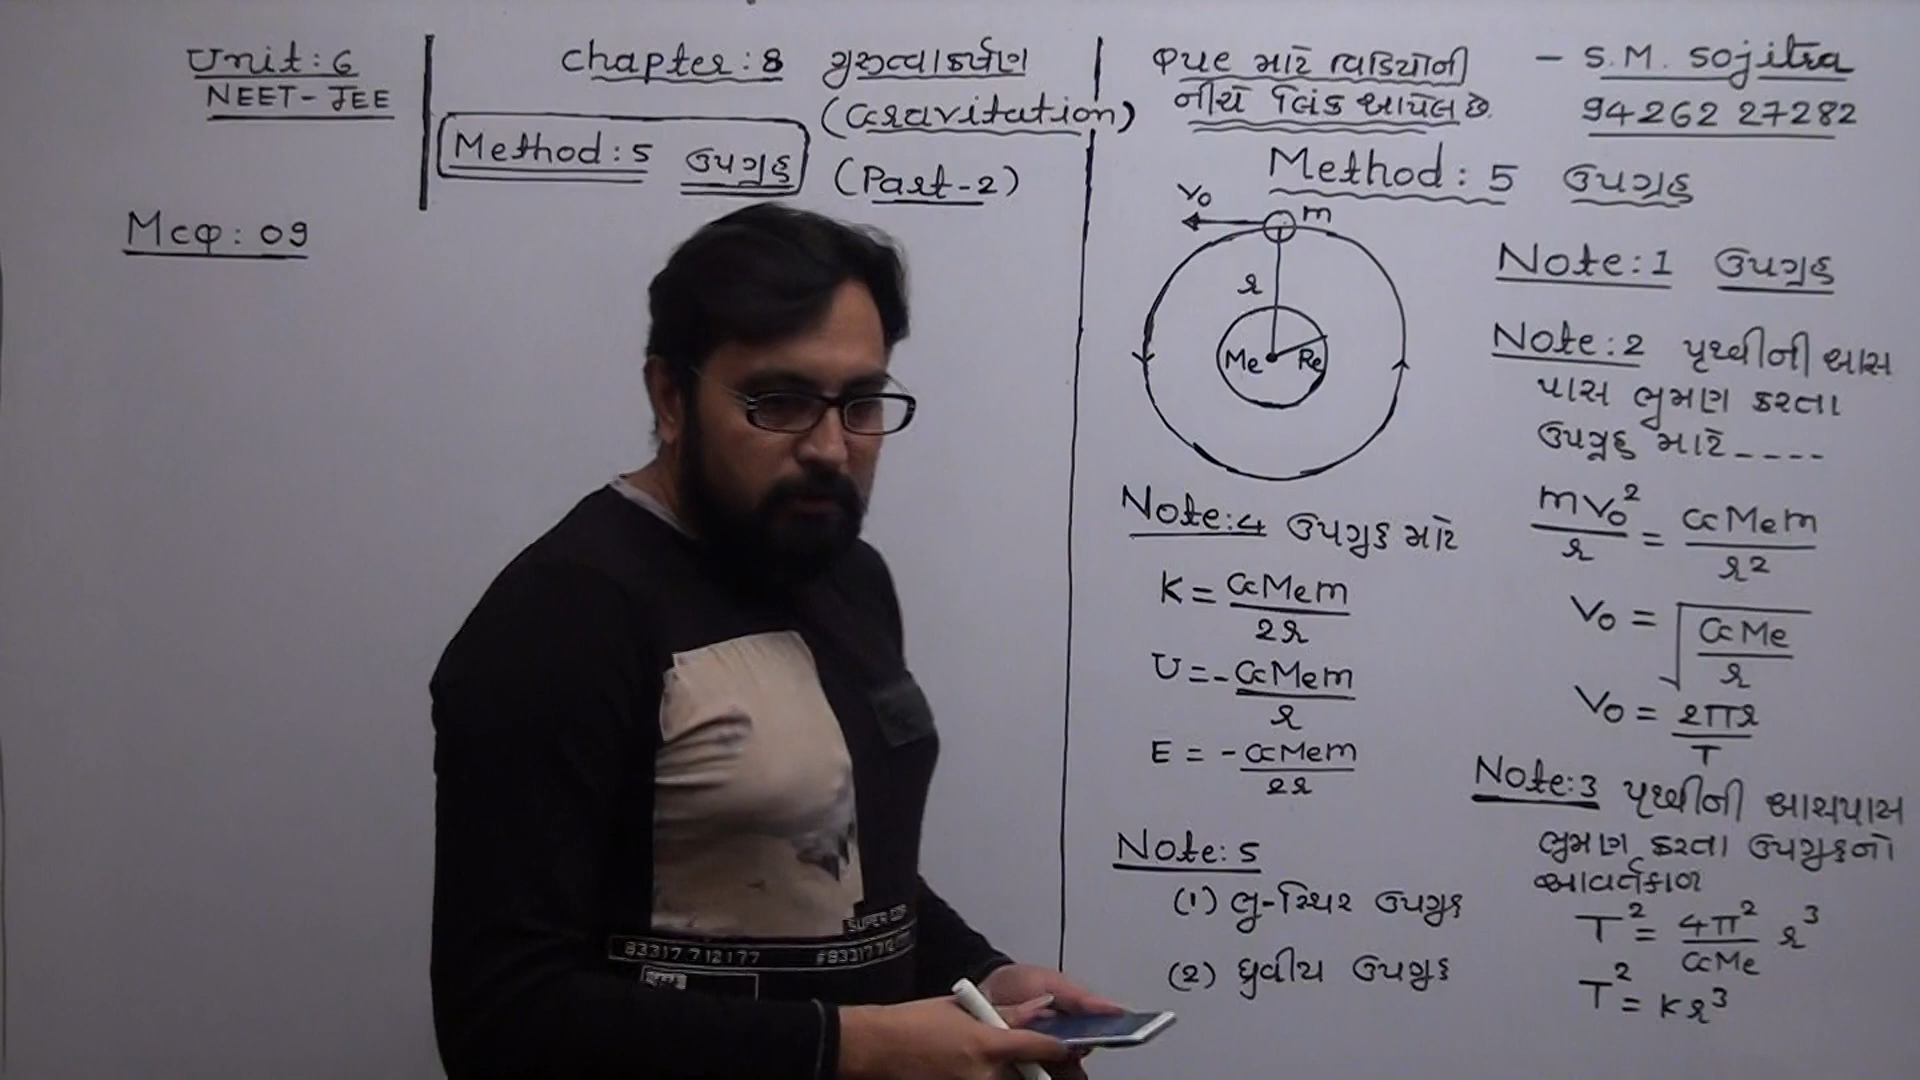 Unit: 6
NEET - JEE
Chapter: 8 ગુરુત્વાકર્ષણ
(Gravitation)
Method: 5 ઉપગ્રહ
(Part-2)
PDF માટે વિડિયોની
નીચે લિંક આપેલ છે.
- S.M. Sojitra
94262 27282
Mcq: 09
Method: 5 ઉપગ્રહ
V₀
m
r
Me
Re
Note: 1 ઉપગ્રહ
Note: 2 પૃથ્વીની આસ
પાસ ભ્રમણ કરતા
ઉપગ્રહ માટે ----
mv₀²/r = GMem/r²
V₀ = √(GMe/r)
V₀ = 2πr/T
Note: 3 પૃથ્વીની આસપાસ
ભ્રમણ કરતા ઉપગ્રહનો
આવર્તકાળ
T² = 4π²/GMe r³
T² = Kr³
Note: 4 ઉપગ્રહ માટે
K = GMem/2r
U = -GMem/r
E = -GMem/2r
Note: 5
(1) ભૂ-સ્થિર ઉપગ્રહ
(2) ધ્રુવીય ઉપગ્રહ
83317 712177